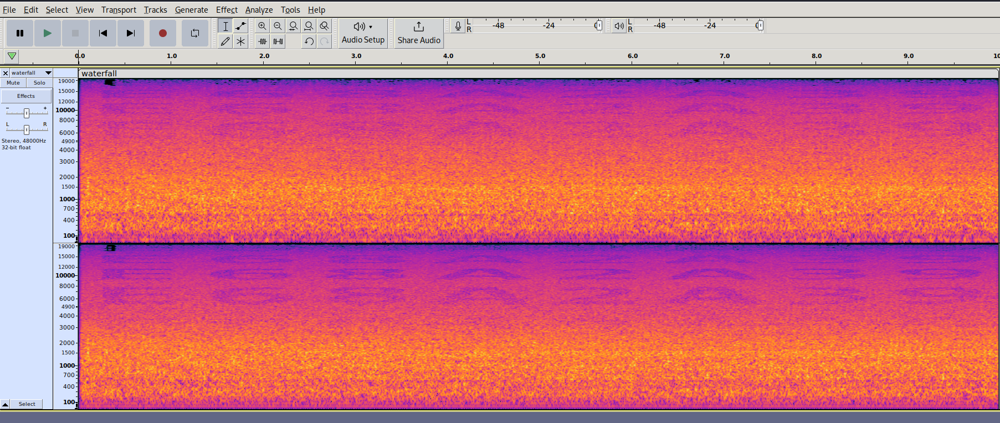 File Edit Select View Transport Tracks Generate Effect Analyze Tools Help
Audio Setup
Share Audio
L
R
-48 -24 0
L
R
-48 -24 0
0.0 1.0 2.0 3.0 4.0 5.0 6.0 7.0 8.0 9.0 10
waterfall
Mute Solo
Effects
- +
L R
Stereo, 48000Hz
32-bit float
Select
waterfall
19000
15000
12000
10000
8000
6000
4900
4000
3000
2000
1500
1000
700
400
100
19000
15000
12000
10000
8000
6000
4900
4000
3000
2000
1500
1000
700
400
100